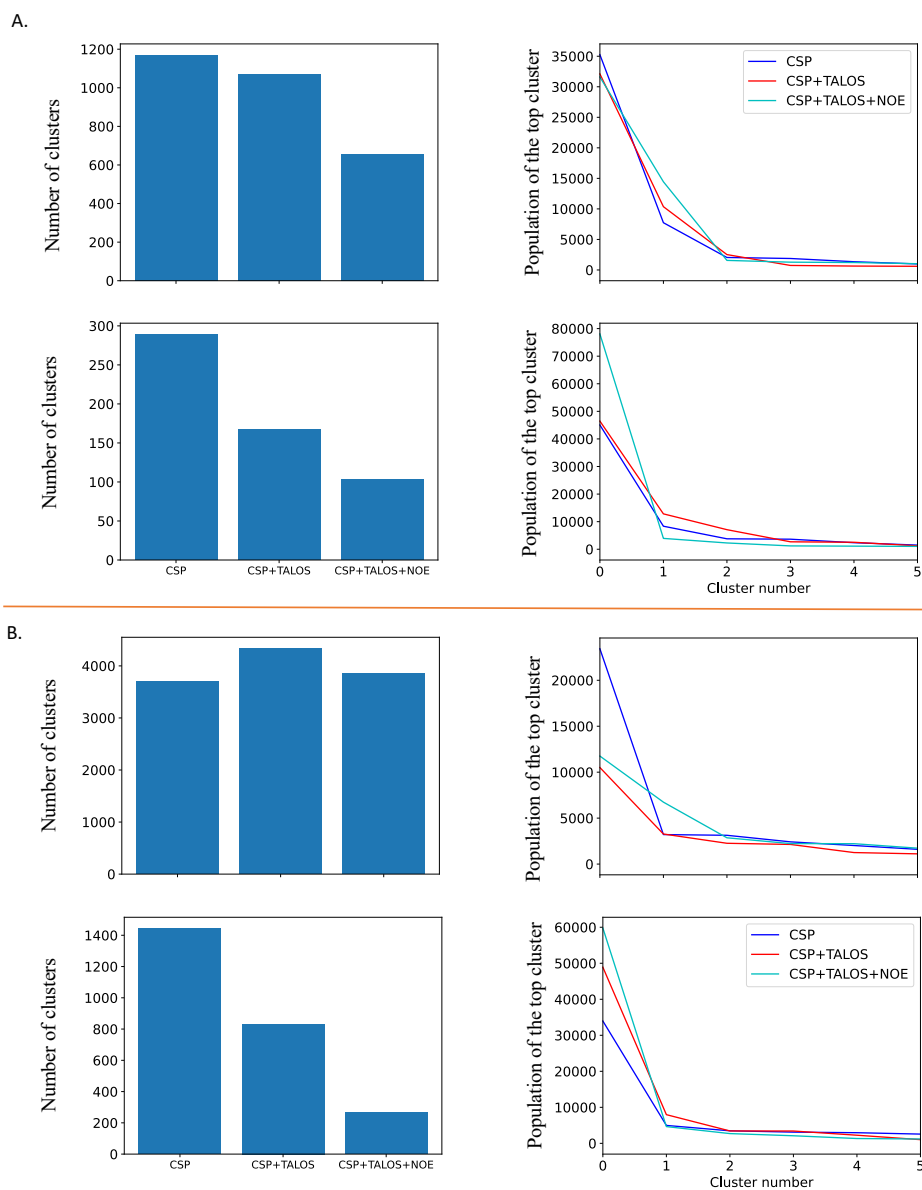 A.
Number of clusters
1200
1000
800
600
400
200
0
Population of the top cluster
35000
30000
25000
20000
15000
10000
5000
0
CSP
CSP+TALOS
CSP+TALOS+NOE
Number of clusters
300
250
200
150
100
50
0
CSP CSP+TALOS CSP+TALOS+NOE
Population of the top cluster
80000
70000
60000
50000
40000
30000
20000
10000
0
0 1 2 3 4 5
Cluster number
B.
Number of clusters
4000
3000
2000
1000
0
Population of the top cluster
20000
15000
10000
5000
0
Number of clusters
1400
1200
1000
800
600
400
200
0
CSP CSP+TALOS CSP+TALOS+NOE
Population of the top cluster
60000
50000
40000
30000
20000
10000
0
CSP
CSP+TALOS
CSP+TALOS+NOE
0 1 2 3 4 5
Cluster number